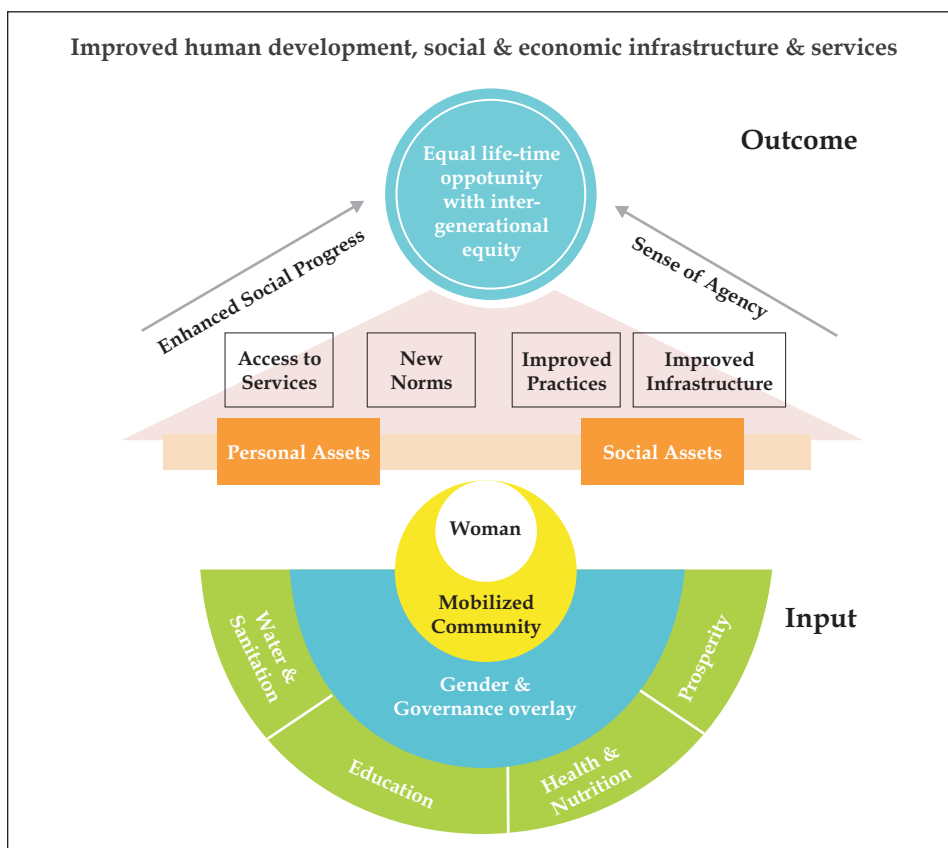 Improved human development, social & economic infrastructure & services
Outcome
Equal life-time
oppotunity
with inter-
generational
equity
Enhanced Social Progress
Sense of Agency
Access to
Services
New
Norms
Improved
Practices
Improved
Infrastructure
Personal Assets
Social Assets
Woman
Mobilized
Community
Input
Gender &
Governance overlay
Water &
Sanitation
Education
Health &
Nutrition
Prosperity